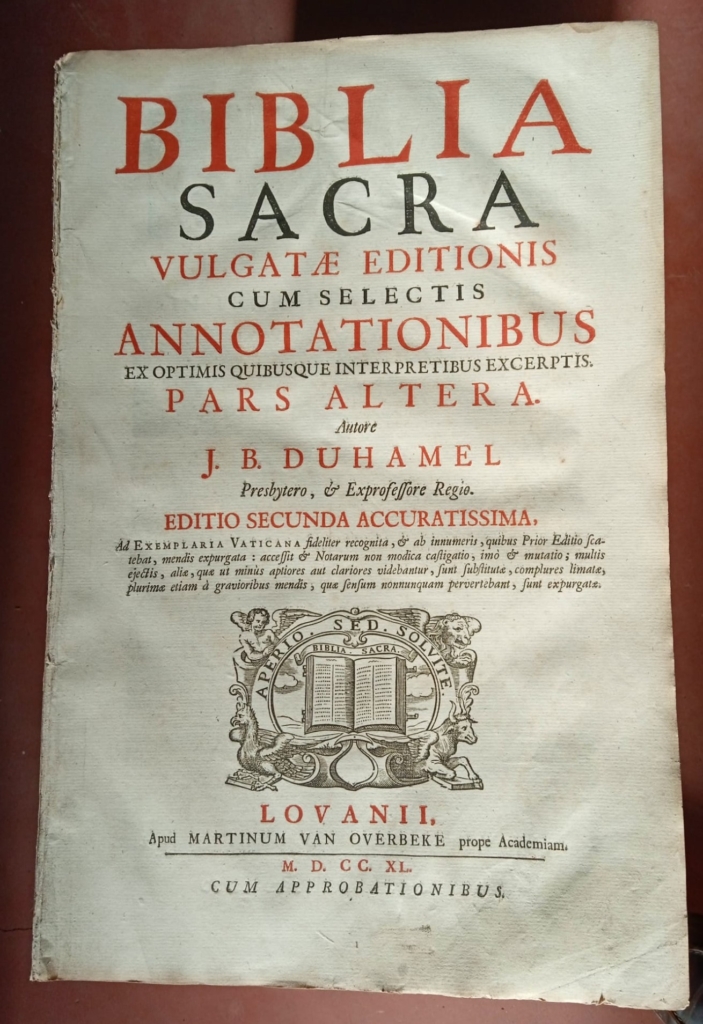 BIBLIA
SACRA
VULGATÆ EDITIONIS
CUM SELECTIS
ANNOTATIONIBUS
EX OPTIMIS QUIBUSQUE INTERPRETIBUS EXCERPTIS.
PARS ALTERA.
Autore
J. B. DUHAMEL
Presbytero, & Exprofeſſore Regio.
EDITIO SECUNDA ACCURATISSIMA,
Ad EXEMPLARIA VATICANA fideliter recognita, & ab innumeris, quibus Prior Editio ſca-
tebat, mendis expurgata : acceſſit & Notarum non modica caſtigatio, imò & mutatio ; multis
ejectis, aliæ, quæ ut minùs aptiores aut clariores videbantur, ſunt ſubſtitutæ, complures limatæ,
plurimæ etiam à gravioribus mendis, quæ ſenſum nonnunquam pervertebant, ſunt expurgatæ.
APERIO. SED. SOLVITE.
BIBLIA. SACRA.
LOVANII,
Apud MARTINUM VAN OVERBEKE prope Academiam.
M. D. CC. XL.
CUM APPROBATIONIBUS.